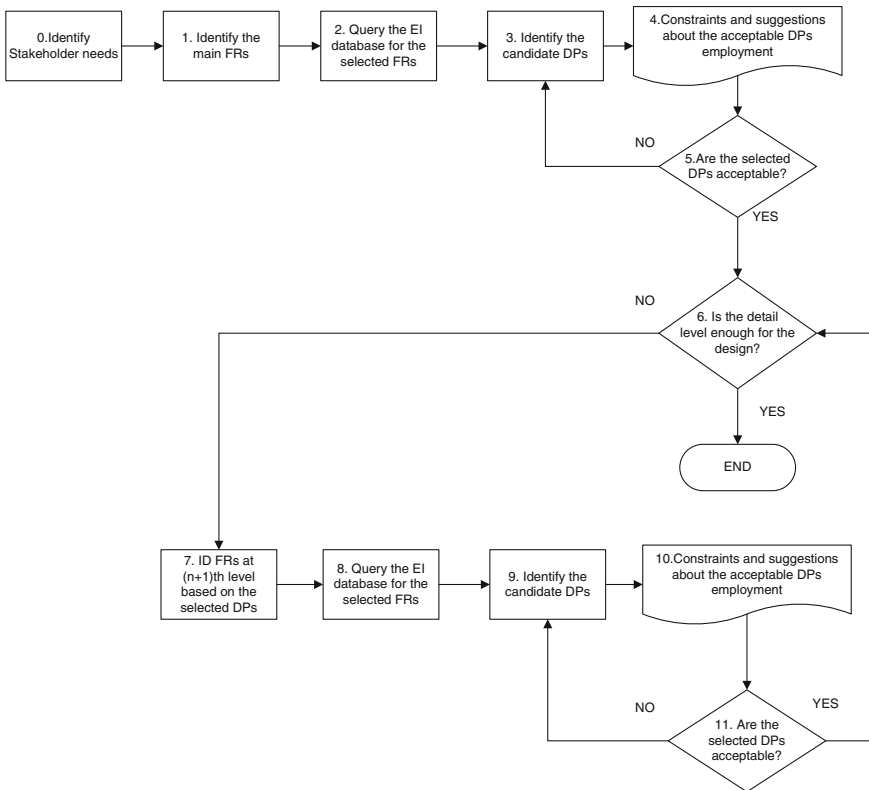 0.Identify
Stakeholder needs
1. Identify the
main FRs
2. Query the EI
database for the
selected FRs
3. Identify the
candidate DPs
4.Constraints and suggestions
about the acceptable DPs
employment
NO
5.Are the selected
DPs acceptable?
YES
NO
6. Is the detail
level enough for the
design?
YES
END
7. ID FRs at
(n+1)th level
based on the
selected DPs
8. Query the EI
database for the
selected FRs
9. Identify the
candidate DPs
10.Constraints and suggestions
about the acceptable DPs
employment
NO
YES
11. Are the
selected DPs
acceptable?